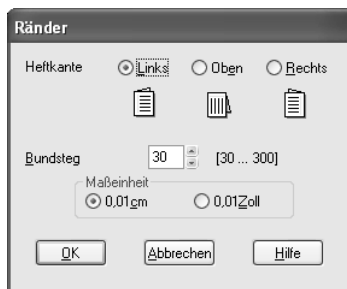 Ränder
Heftkante Links Oben Rechts
Bundsteg 30 [30 ... 300]
Maßeinheit
0,01cm 0,01Zoll
OK Abbrechen Hilfe